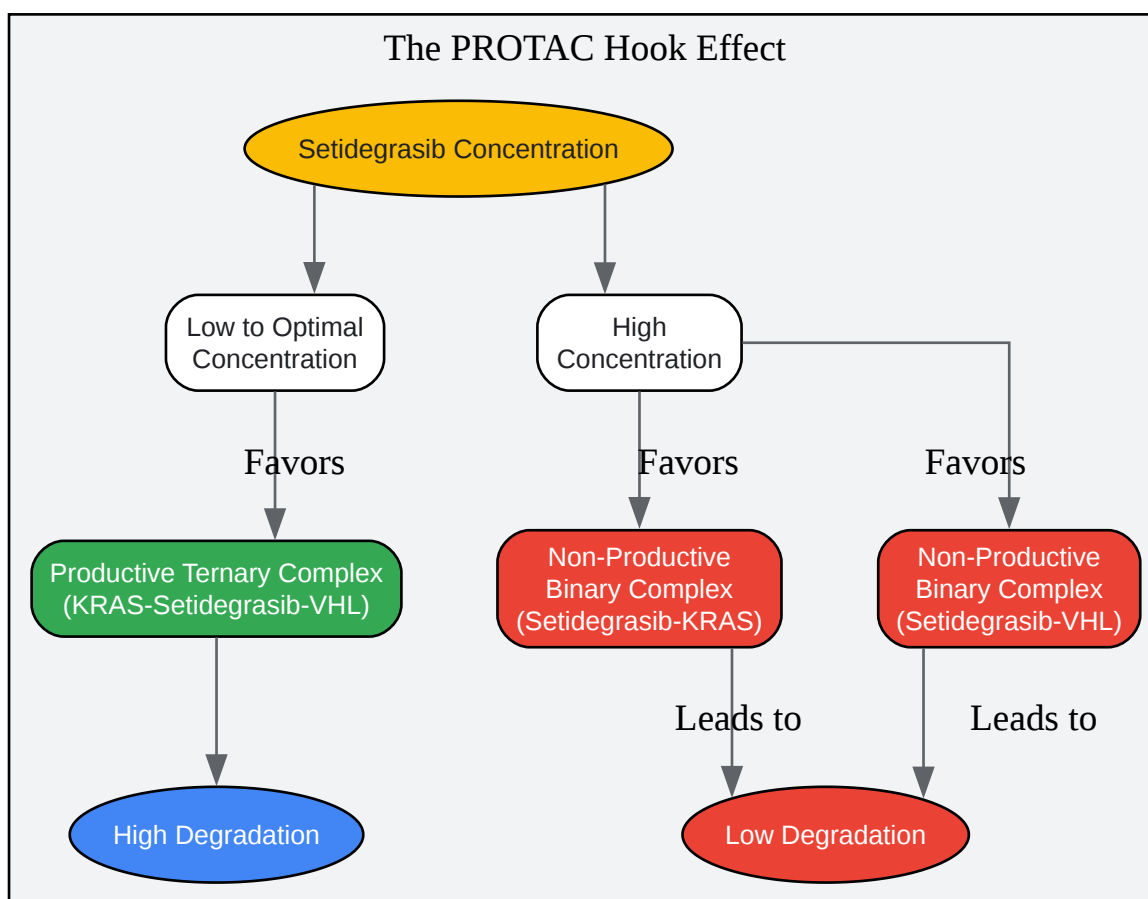 The PROTAC Hook Effect
Setidegrasib Concentration
Low to Optimal
Concentration
High
Concentration
Favors
Favors
Favors
Productive Ternary Complex
(KRAS-Setidegrasib-VHL)
Non-Productive
Binary Complex
(Setidegrasib-KRAS)
Non-Productive
Binary Complex
(Setidegrasib-VHL)
Leads to
Leads to
High Degradation
Low Degradation